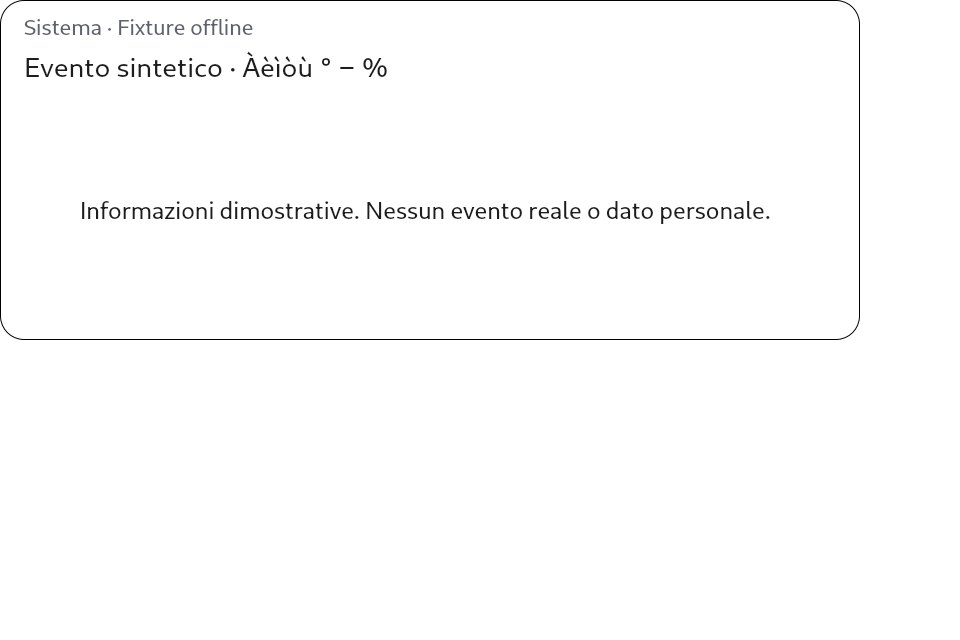 Sistema · Fixture offline
Evento sintetico · Àèìòù ° − %
Informazioni dimostrative. Nessun evento reale o dato personale.